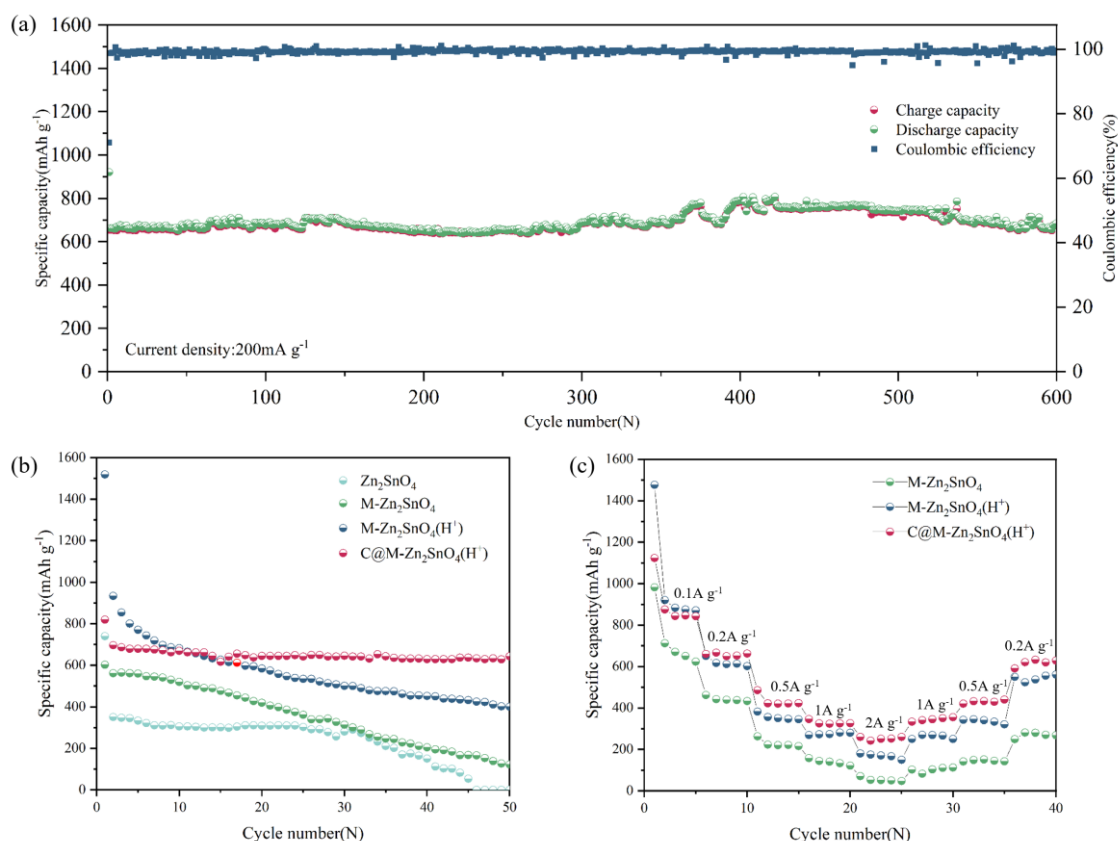 (a)
1600
1400
1200
1000
800
600
400
200
0
Specific capacity(mAh g⁻¹)
100
80
60
40
20
0
Coulombic efficiency(%)
Charge capacity
Discharge capacity
Coulombic efficiency
Current density:200mA g⁻¹
0 100 200 300 400 500 600
Cycle number(N)
(b)
1600
1400
1200
1000
800
600
400
200
0
Specific capacity(mAh g⁻¹)
Zn₂SnO₄
M-Zn₂SnO₄
M-Zn₂SnO₄(H⁺)
C@M-Zn₂SnO₄(H⁺)
0 10 20 30 40 50
Cycle number(N)
(c)
1600
1400
1200
1000
800
600
400
200
0
Specific capacity(mAh g⁻¹)
M-Zn₂SnO₄
M-Zn₂SnO₄(H⁺)
C@M-Zn₂SnO₄(H⁺)
0.1A g⁻¹
0.2A g⁻¹
0.5A g⁻¹
1A g⁻¹
2A g⁻¹
1A g⁻¹
0.5A g⁻¹
0.2A g⁻¹
0 10 20 30 40
Cycle number(N)